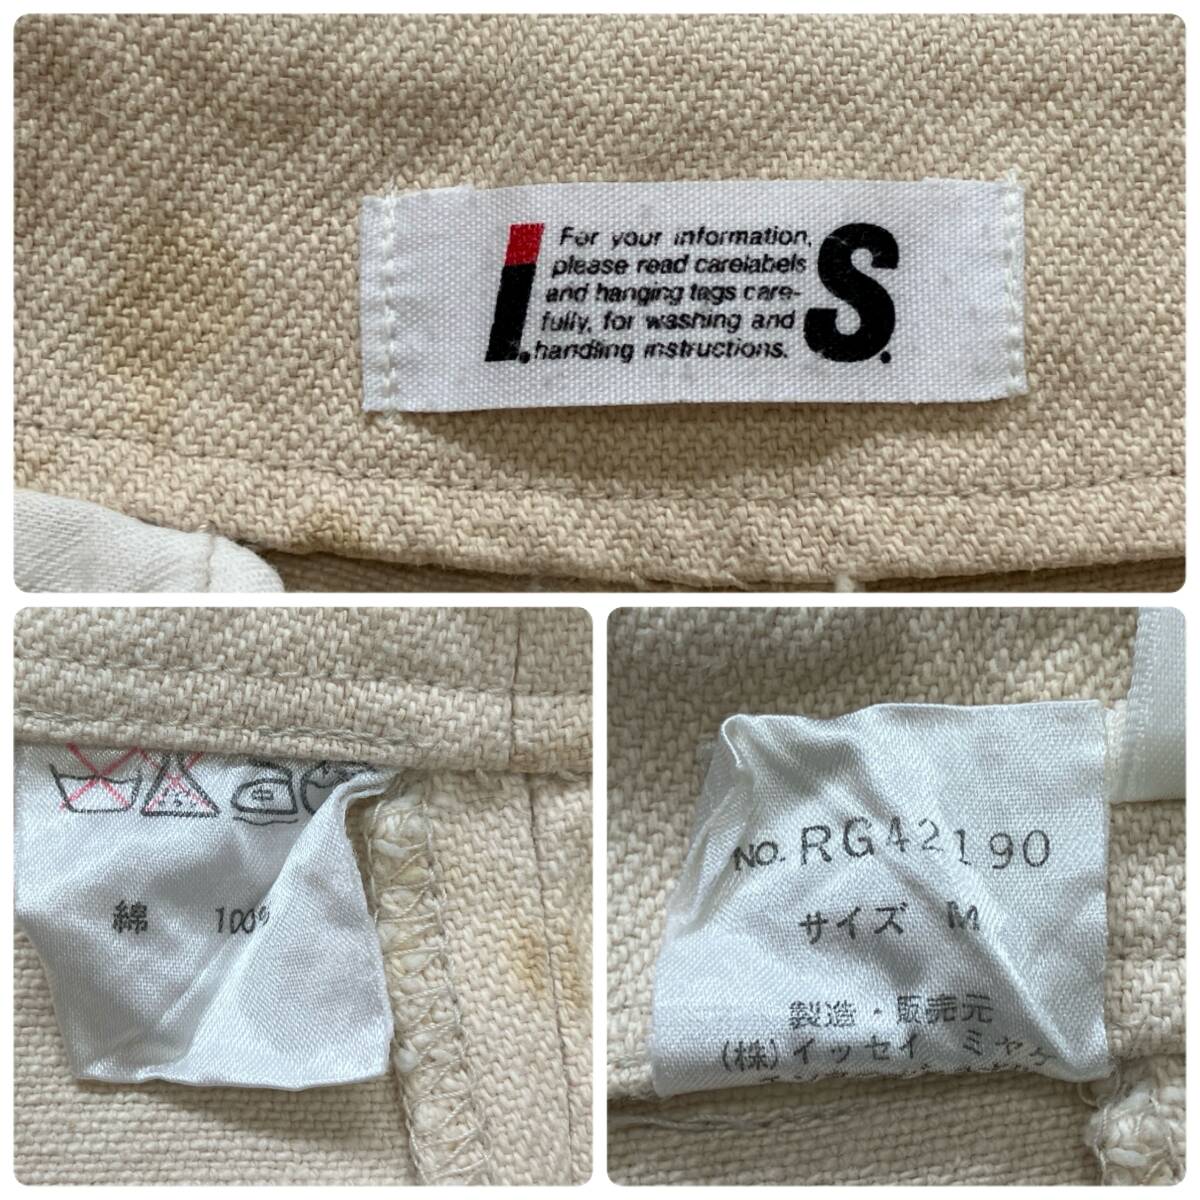 I. S.
For your information,
please read carelabels
and hanging tags care-
fully, for washing and
handling instructions.
綿 100%
NO. RG42190
サイズ M
製造・販売元
(株)イッセイ ミヤケ